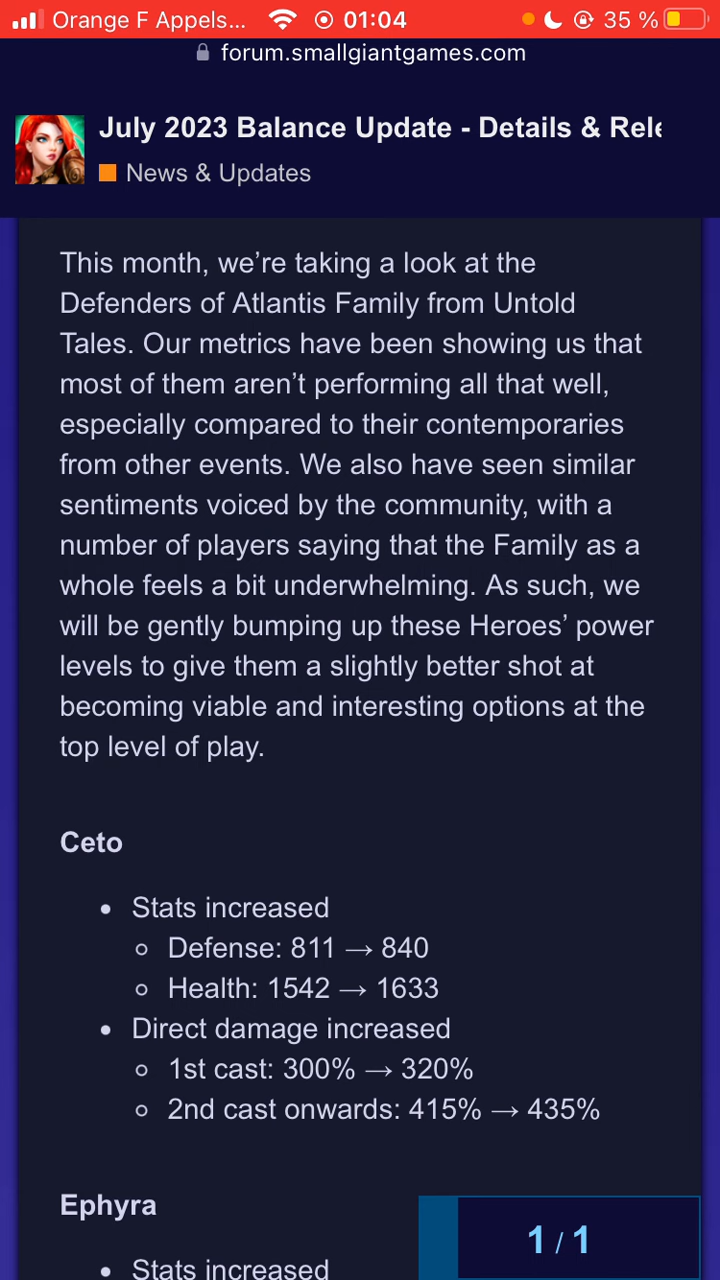 Orange F Appels... 01:04 35 %
forum.smallgiantgames.com
July 2023 Balance Update - Details & Rele
News & Updates
This month, we’re taking a look at the
Defenders of Atlantis Family from Untold
Tales. Our metrics have been showing us that
most of them aren’t performing all that well,
especially compared to their contemporaries
from other events. We also have seen similar
sentiments voiced by the community, with a
number of players saying that the Family as a
whole feels a bit underwhelming. As such, we
will be gently bumping up these Heroes’ power
levels to give them a slightly better shot at
becoming viable and interesting options at the
top level of play.
Ceto
• Stats increased
○ Defense: 811 → 840
○ Health: 1542 → 1633
• Direct damage increased
○ 1st cast: 300% → 320%
○ 2nd cast onwards: 415% → 435%
Ephyra
• Stats increased
1 / 1